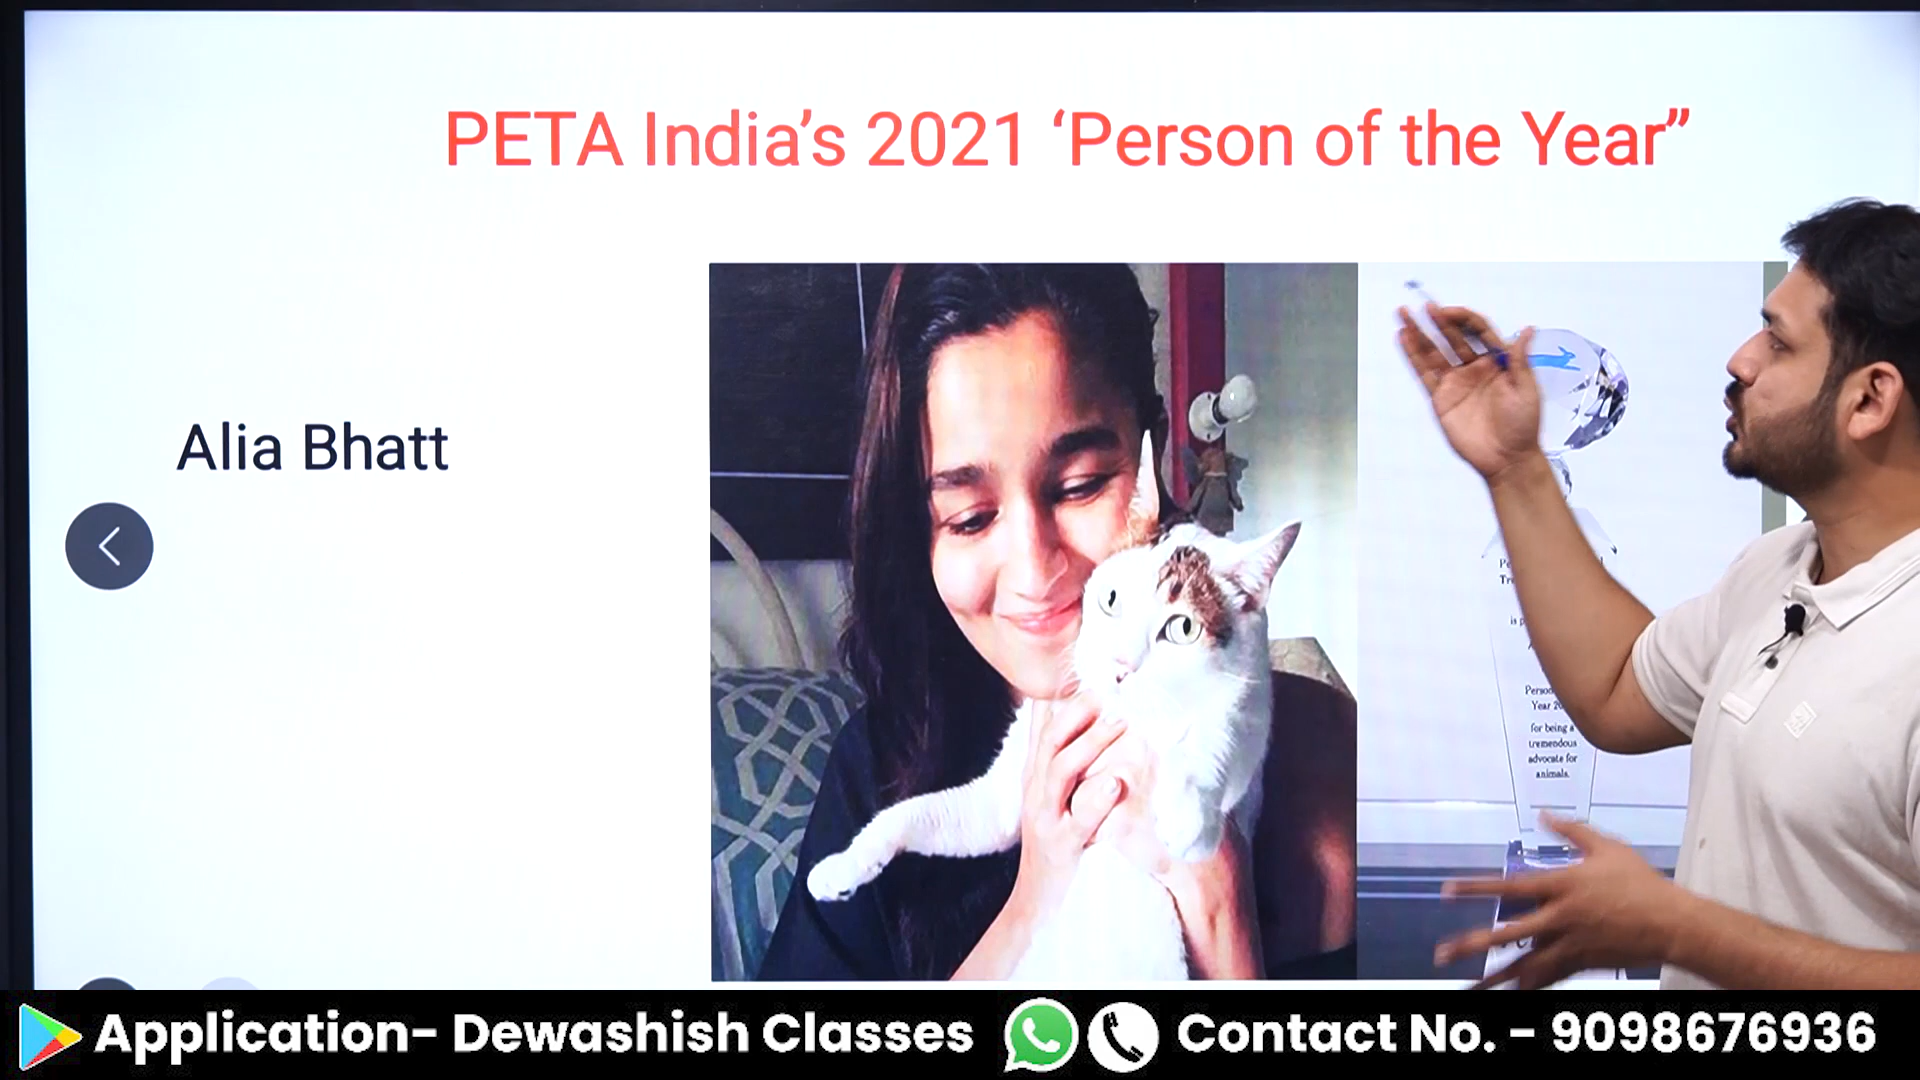 PETA India’s 2021 ‘Person of the Year”
Alia Bhatt
for being a
tremendous
advocate for
animals.
Application- Dewashish Classes
Contact No. - 9098676936